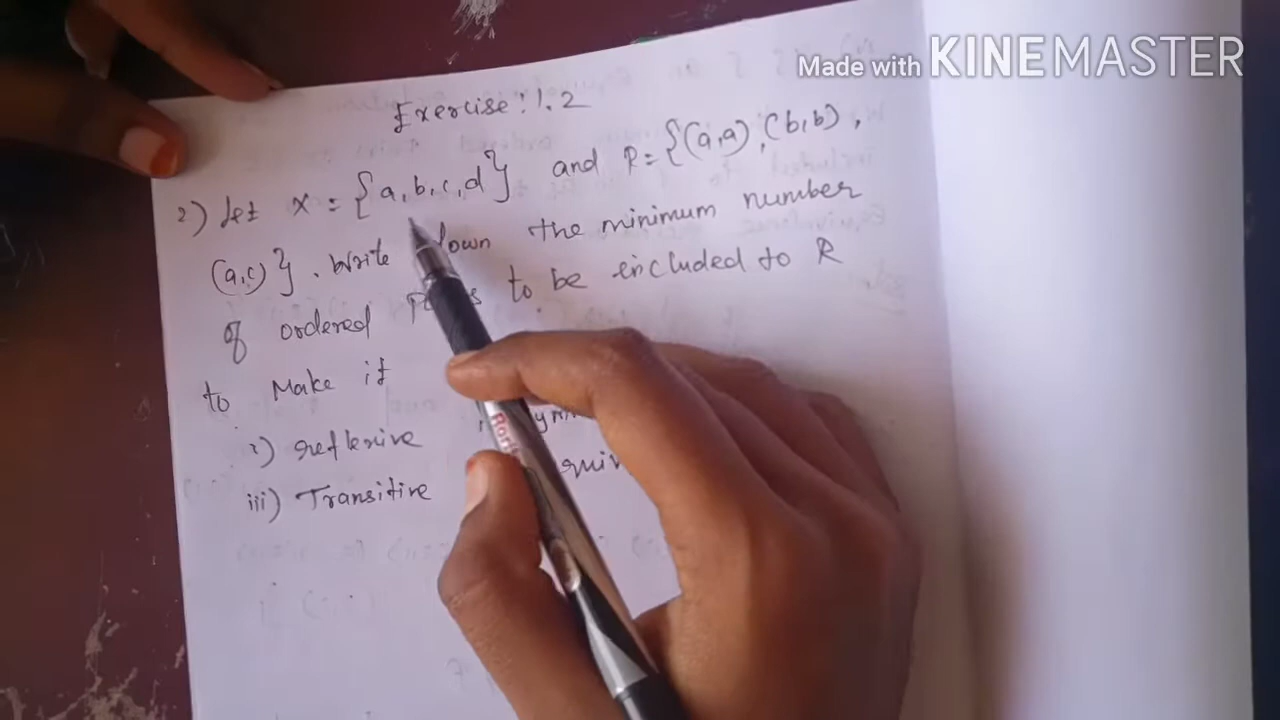 Made with KINEMASTER
Exercise: 1.2
2) Let X = {a,b,c,d} and R = {(a,a),(b,b),
(a,c)}. Write down the minimum number
of ordered to be included to R
to Make it
i) reflexive
iii) Transitive